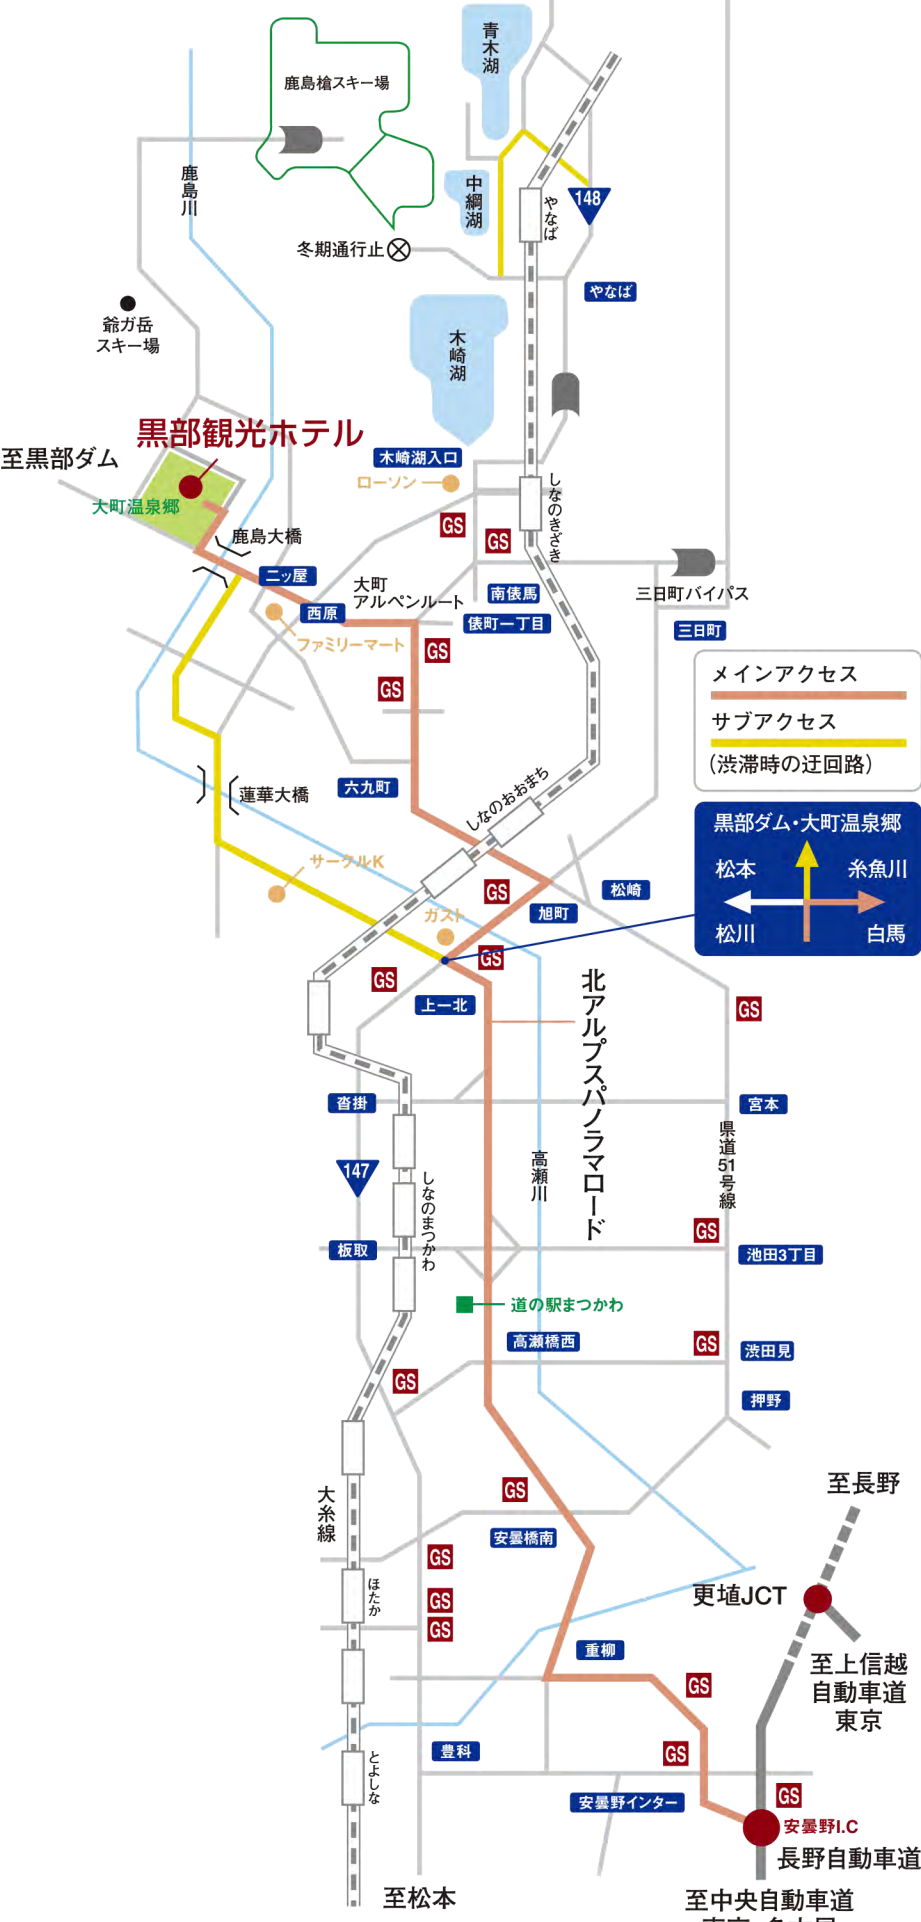 青木湖
鹿島槍スキー場
鹿島川
中綱湖
148
やなば
冬期通行止
やなば
爺ガ岳
スキー場
木崎湖
黒部観光ホテル
至黒部ダム
木崎湖入口
ローソン
しなのきざき
大町温泉郷
GS
鹿島大橋
GS
二ッ屋
大町
アルペンルート
南俵馬
三日町バイパス
西原
俵町一丁目
三日町
ファミリーマート
GS
GS
メインアクセス
サブアクセス
(渋滞時の迂回路)
六九町
しなのおおまち
蓮華大橋
黒部ダム・大町温泉郷
松本
糸魚川
松川
白馬
サークルK
GS
松崎
ガスト
旭町
GS
GS
上一北
北アルプスパノラマロード
GS
沓掛
宮本
県道51号線
高瀬川
147
しなのまつかわ
GS
板取
池田3丁目
道の駅まつかわ
高瀬橋西
GS
渋田見
GS
押野
至長野
大糸線
GS
安曇橋南
GS
ほたか
GS
GS
更埴JCT
至上信越
自動車道
東京
重柳
GS
豊科
とよしな
GS
安曇野インター
GS
安曇野I.C
長野自動車道
至松本
至中央自動車道